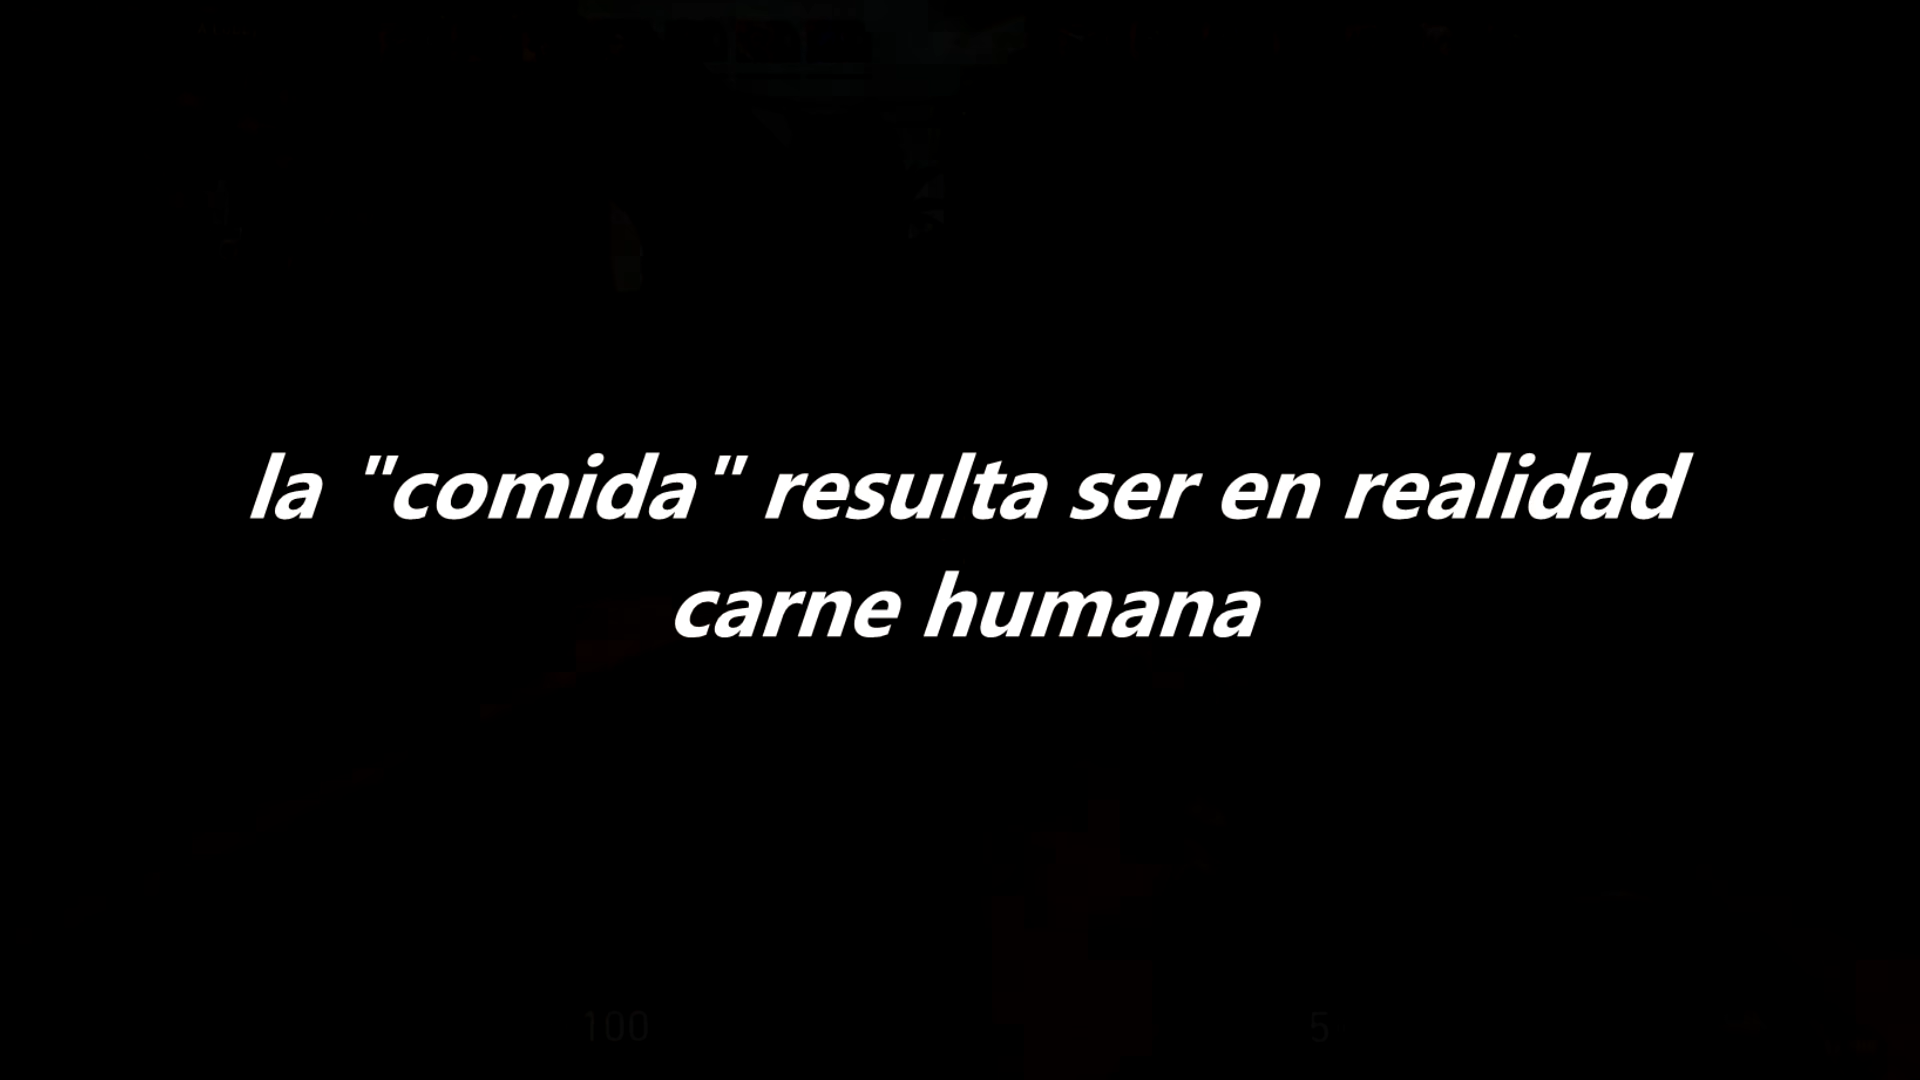 la "comida" resulta ser en realidad
carne humana
100
5